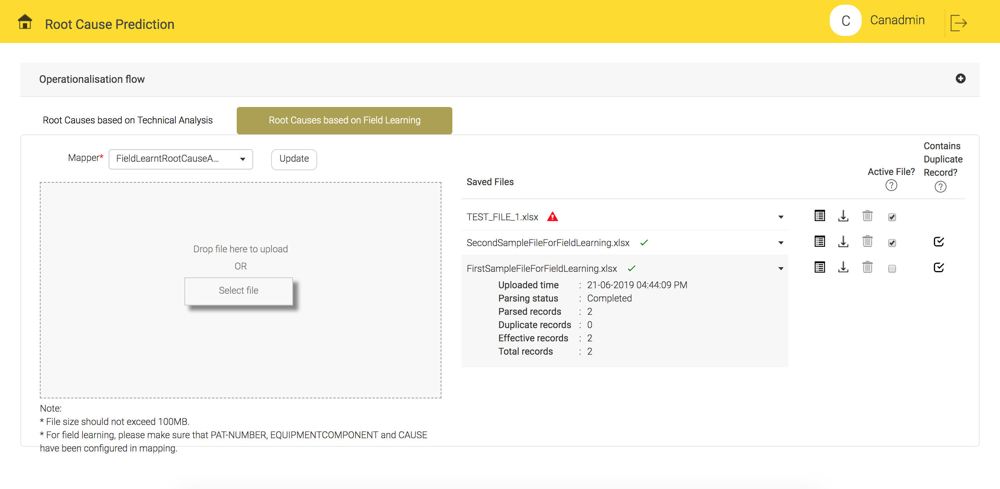 Root Cause Prediction
C
Canadmin
Operationalisation flow
Root Causes based on Technical Analysis
Root Causes based on Field Learning
Mapper*
FieldLearntRootCauseA...
Update
Drop file here to upload
OR
Select file
Note:
* File size should not exceed 100MB.
* For field learning, please make sure that PAT-NUMBER, EQUIPMENTCOMPONENT and CAUSE
have been configured in mapping.
Saved Files
Active File?
?
Contains
Duplicate
Record?
?
TEST_FILE_1.xlsx
SecondSampleFileForFieldLearning.xlsx
FirstSampleFileForFieldLearning.xlsx
Uploaded time : 21-06-2019 04:44:09 PM
Parsing status : Completed
Parsed records : 2
Duplicate records : 0
Effective records : 2
Total records : 2